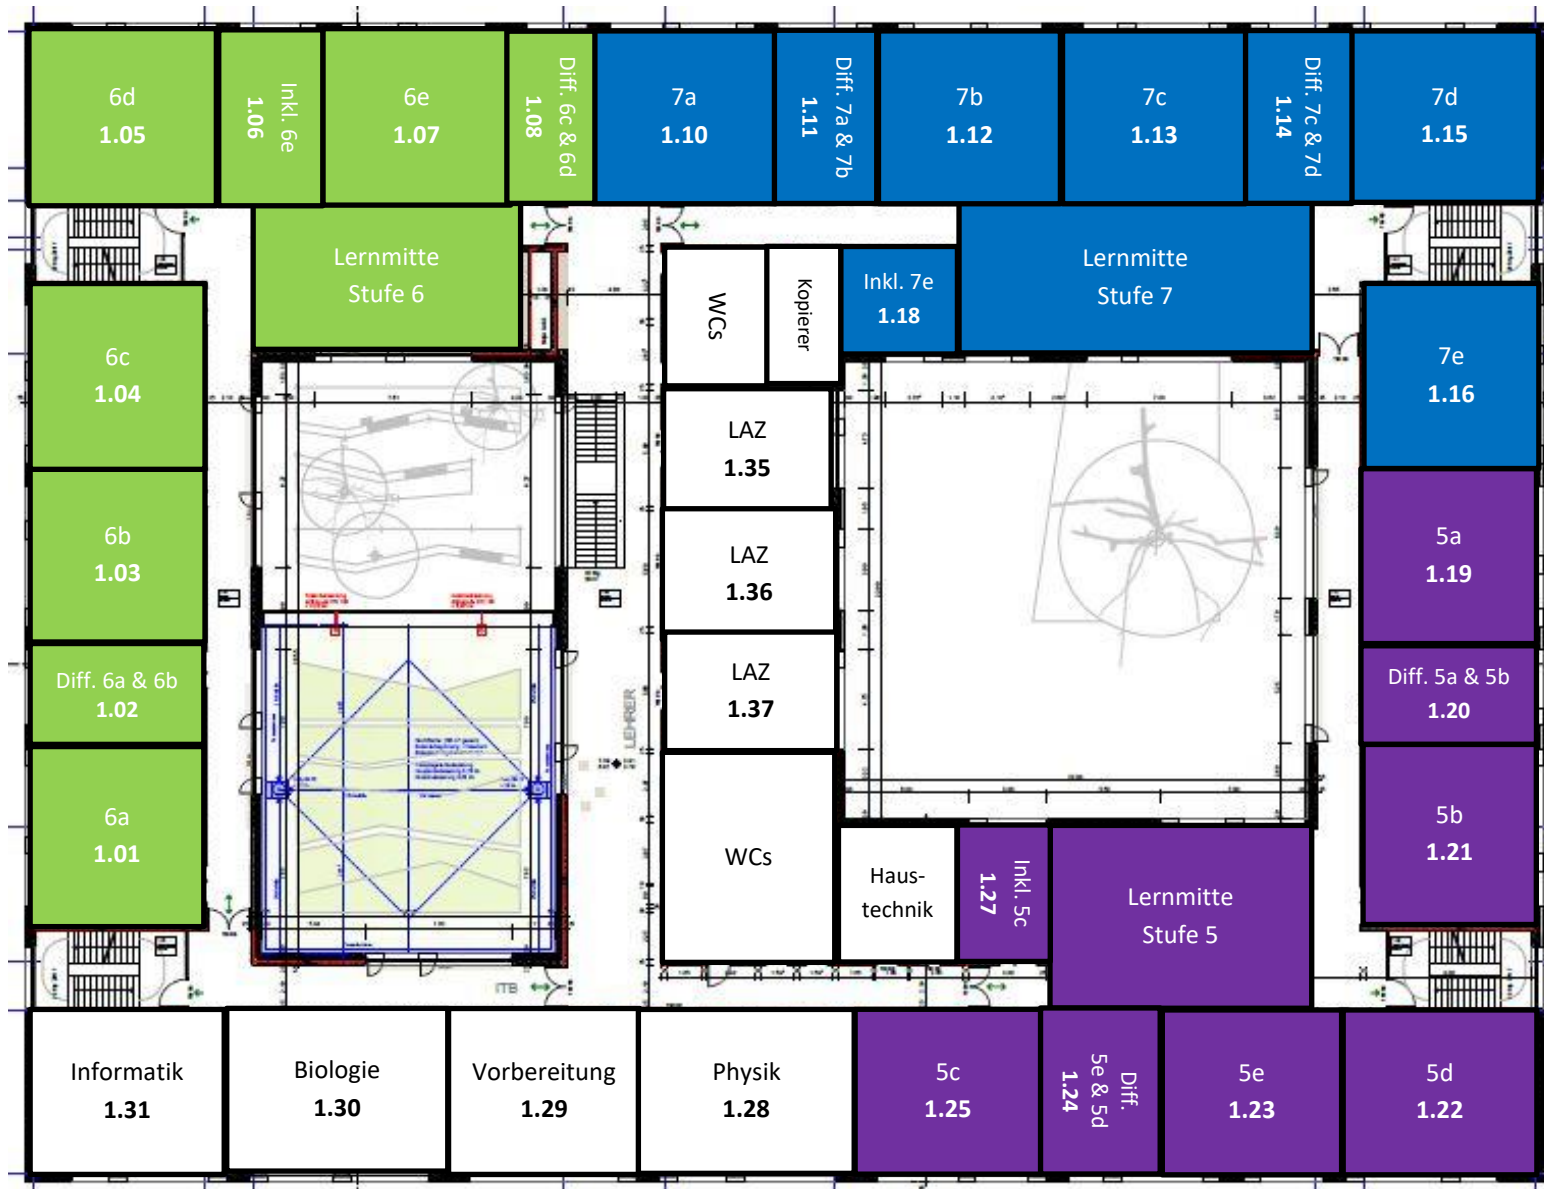 6d
1.05
Inkl. 6e
1.06
6e
1.07
Diff. 6c & 6d
1.08
7a
1.10
Diff. 7a & 7b
1.11
7b
1.12
7c
1.13
Diff. 7c & 7d
1.14
7d
1.15
Lernmitte
Stufe 6
WCs
Kopierer
Inkl. 7e
1.18
Lernmitte
Stufe 7
6c
1.04
7e
1.16
LAZ
1.35
6b
1.03
LAZ
1.36
5a
1.19
Diff. 6a & 6b
1.02
LAZ
1.37
LEHRER
Diff. 5a & 5b
1.20
6a
1.01
WCs
Haus-
technik
Inkl. 5c
1.27
Lernmitte
Stufe 5
5b
1.21
ITB
Informatik
1.31
Biologie
1.30
Vorbereitung
1.29
Physik
1.28
5c
1.25
Diff.
5e & 5d
1.24
5e
1.23
5d
1.22